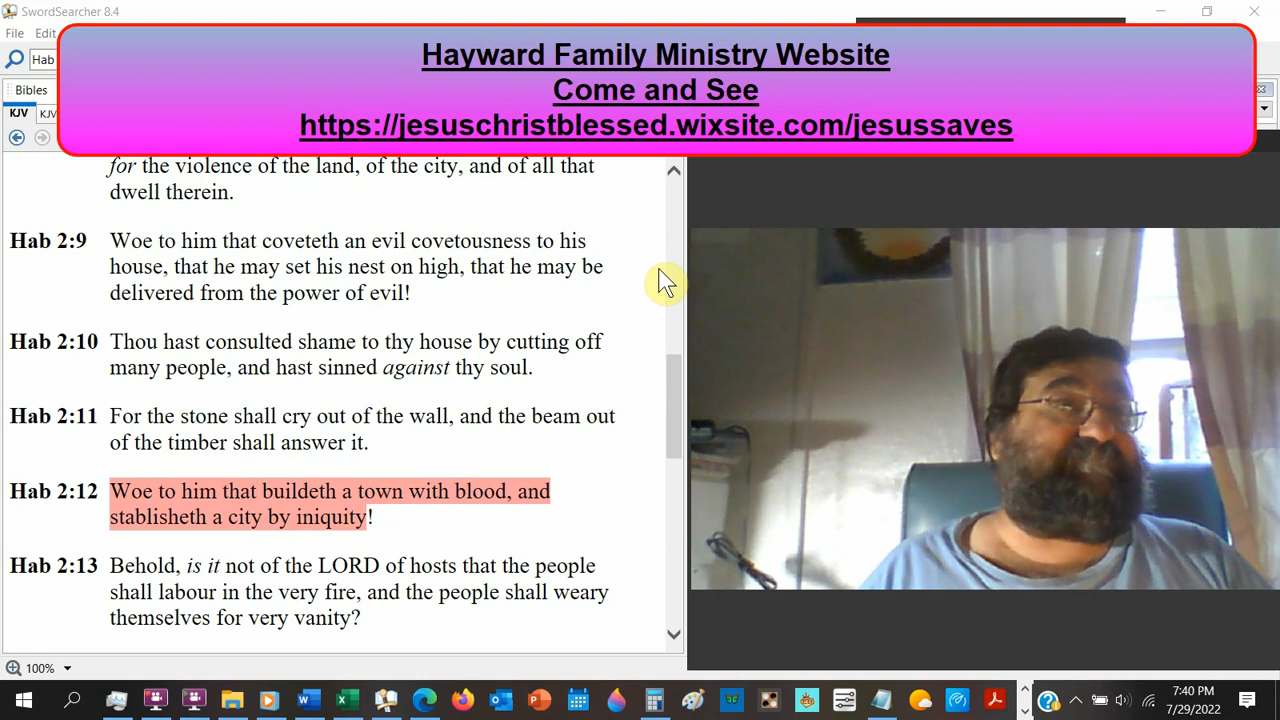 SwordSearcher 8.4
File Edit
Hayward Family Ministry Website
Come and See
https://jesuschristblessed.wixsite.com/jesussaves
Hab
Bibles
KJV KJV
for the violence of the land, of the city, and of all that
dwell therein.
Hab 2:9 Woe to him that coveteth an evil covetousness to his
house, that he may set his nest on high, that he may be
delivered from the power of evil!
Hab 2:10 Thou hast consulted shame to thy house by cutting off
many people, and hast sinned against thy soul.
Hab 2:11 For the stone shall cry out of the wall, and the beam out
of the timber shall answer it.
Hab 2:12 Woe to him that buildeth a town with blood, and
stablisheth a city by iniquity!
Hab 2:13 Behold, is it not of the LORD of hosts that the people
shall labour in the very fire, and the people shall weary
themselves for very vanity?
100%
7:40 PM
7/29/2022